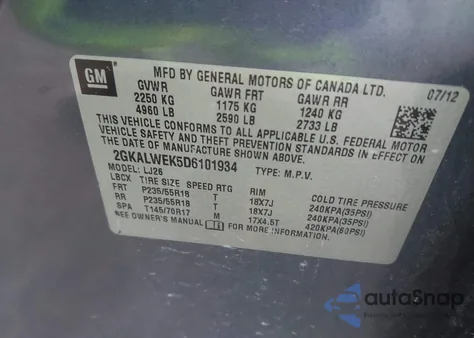 GM
MFD BY GENERAL MOTORS OF CANADA LTD. 07/12
GVWR GAWR FRT GAWR RR
2250 KG 1175 KG 1240 KG
4960 LB 2590 LB 2733 LB
THIS VEHICLE CONFORMS TO ALL APPLICABLE U.S. FEDERAL MOTOR
VEHICLE SAFETY AND THEFT PREVENTION STANDARDS IN EFFECT ON
THE DATE OF MANUFACTURE SHOWN ABOVE.
2GKALWEK5D6101934 TYPE: M.P.V.
MODEL: LJ26
LBCX TIRE SIZE SPEED RTG RIM COLD TIRE PRESSURE
FRT P235/55R18 T 18X7J 240KPA(35PSI)
RR P235/55R18 T 18X7J 240KPA(35PSI)
SPA T145/70R17 M 17X4.5T 420KPA(60PSI)
SEE OWNER'S MANUAL FOR MORE INFORMATION.
autoSnap